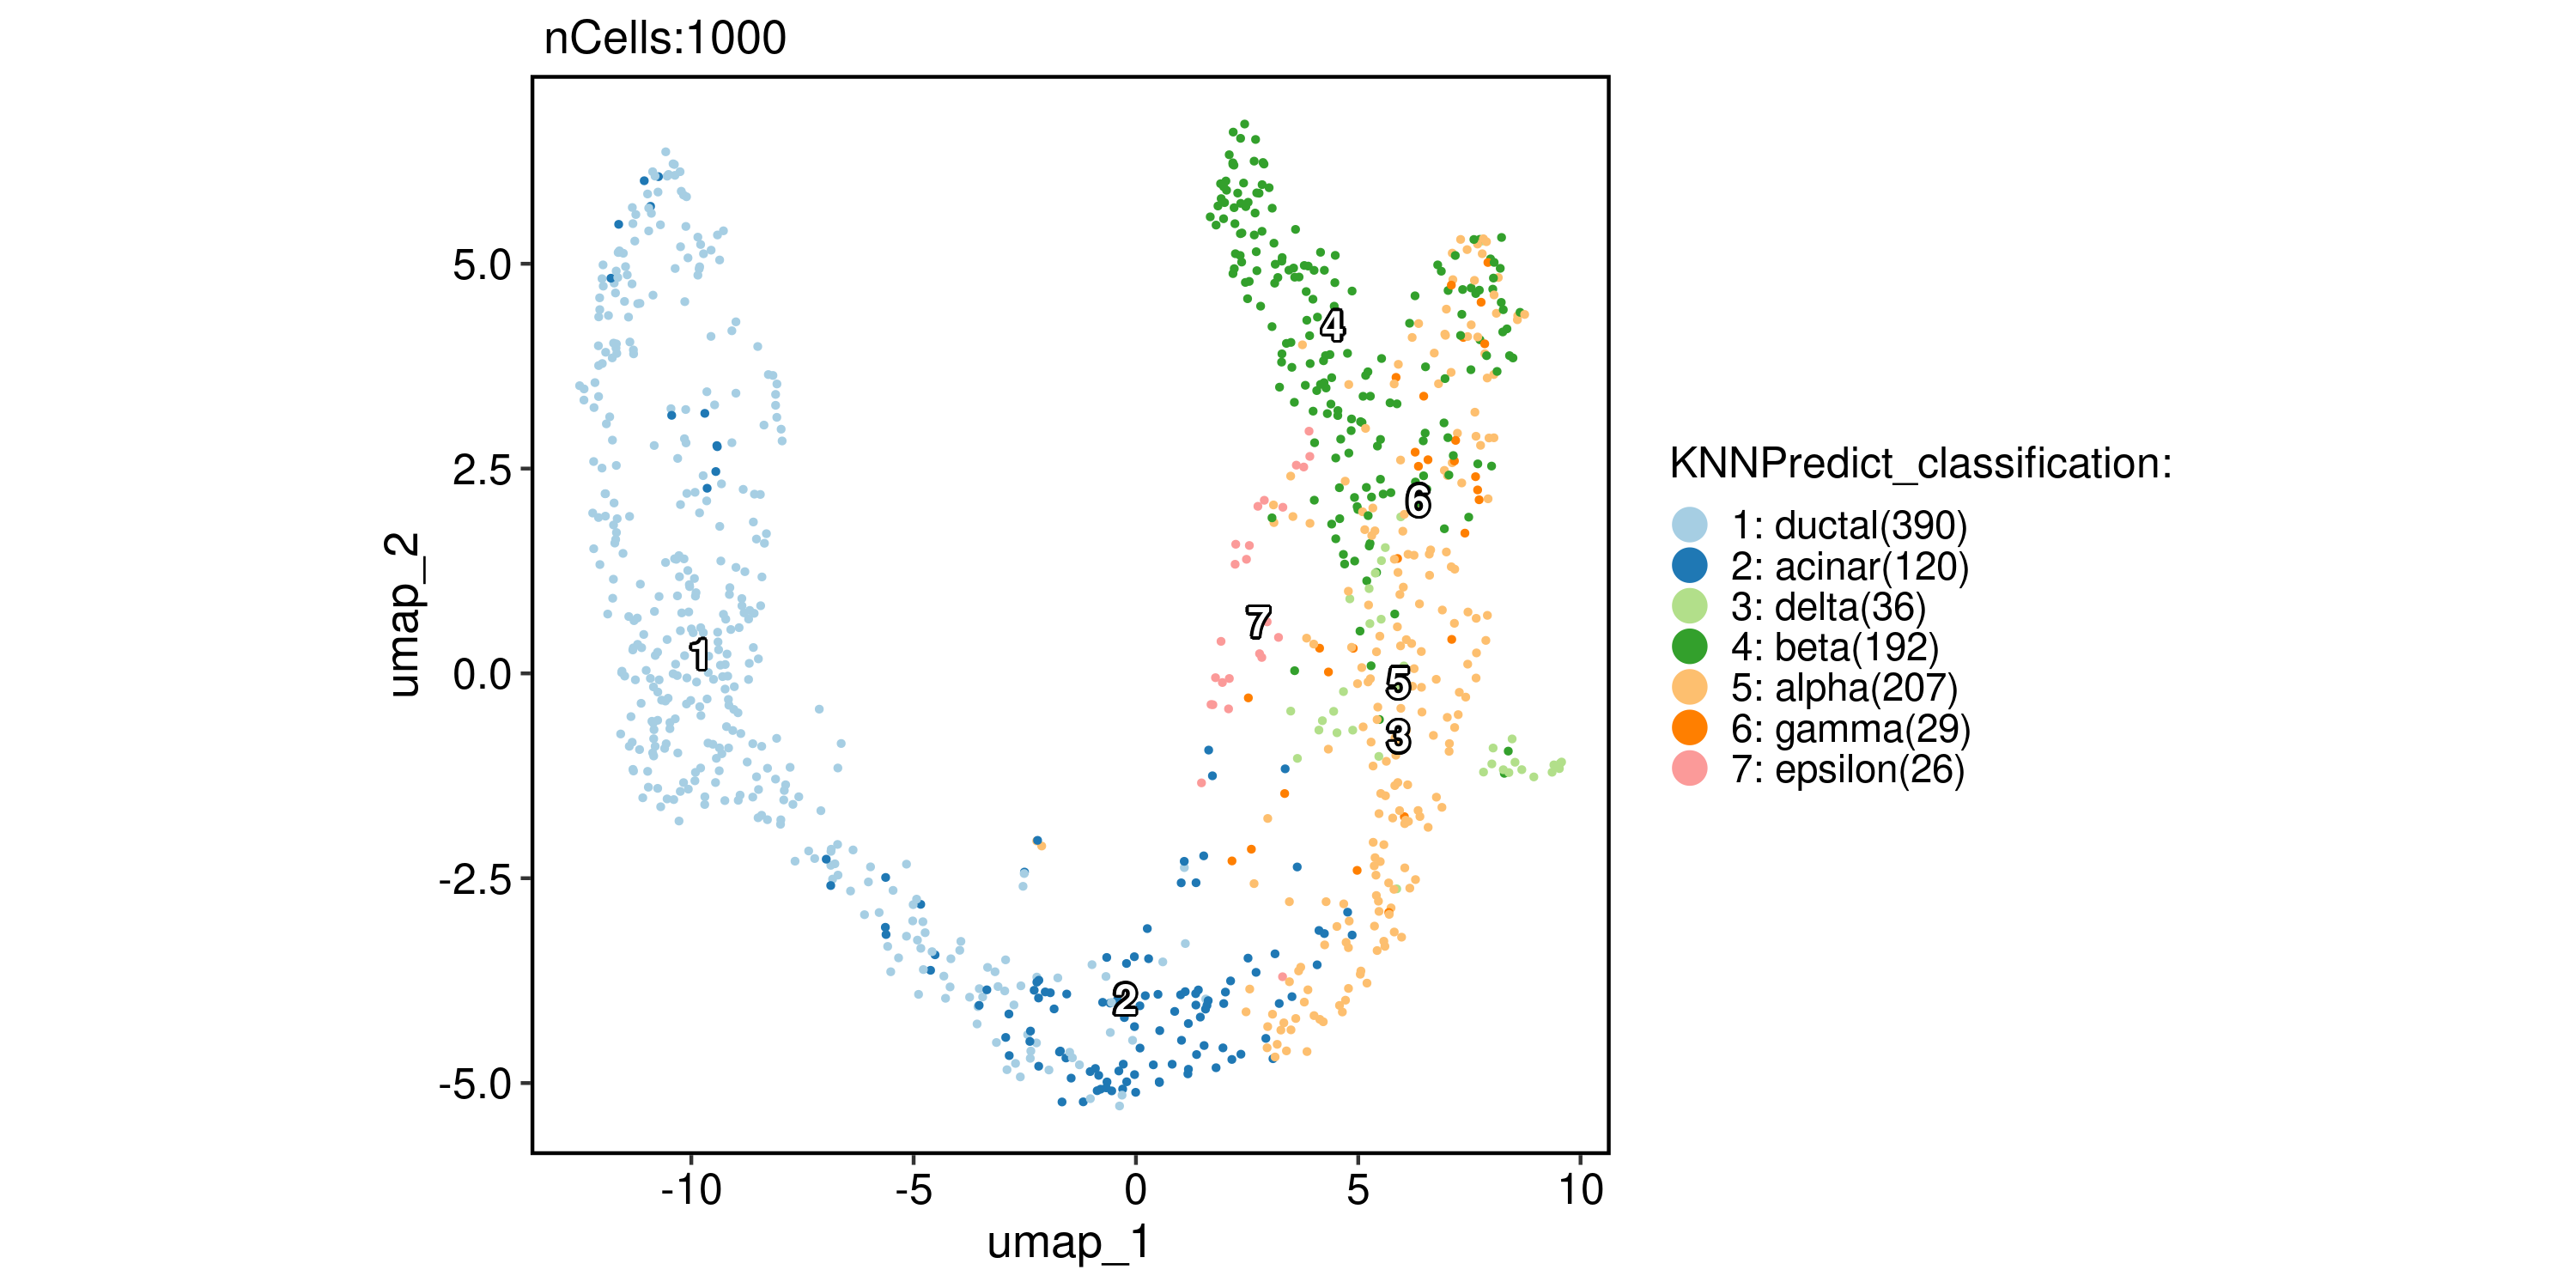 nCells:1000
5.0
2.5
0.0
-2.5
-5.0
umap_2
-10
-5
0
5
10
umap_1
1
2
3
4
5
6
7
KNNPredict_classification:
1: ductal(390)
2: acinar(120)
3: delta(36)
4: beta(192)
5: alpha(207)
6: gamma(29)
7: epsilon(26)